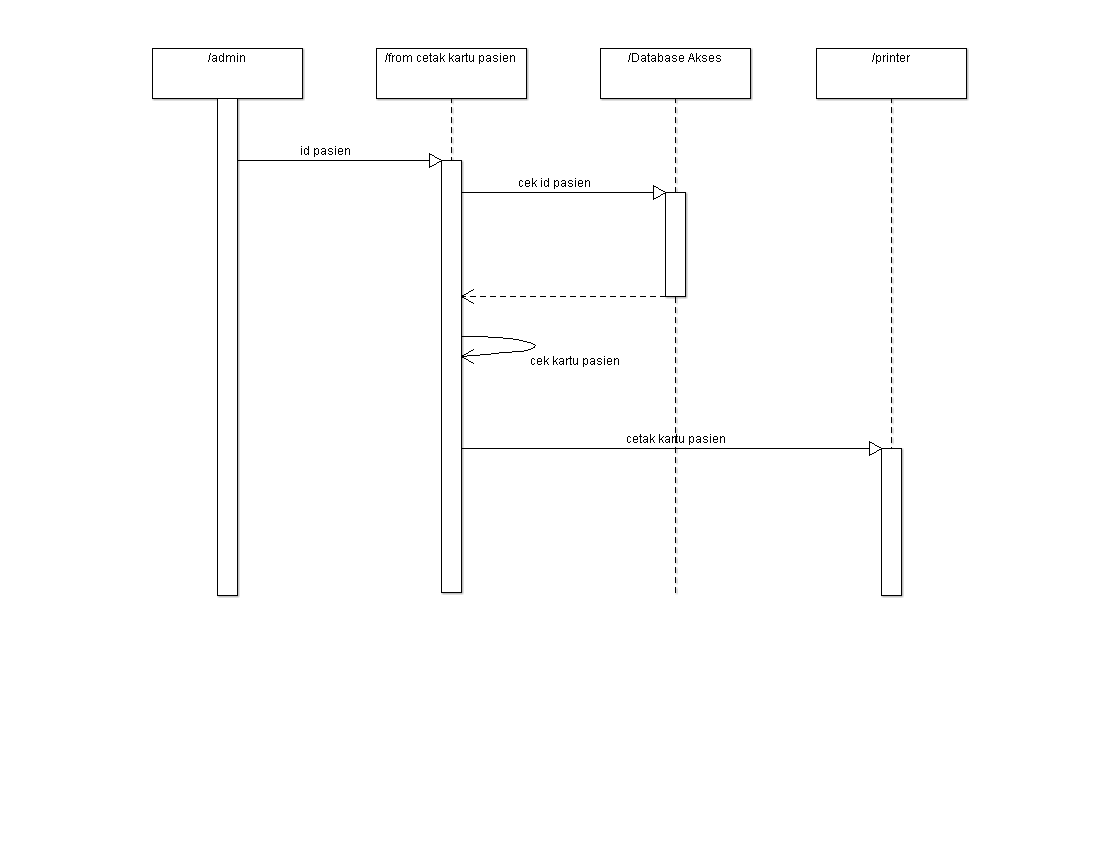 /admin
/from cetak kartu pasien
/Database Akses
/printer
id pasien
cek id pasien
cek kartu pasien
cetak kartu pasien